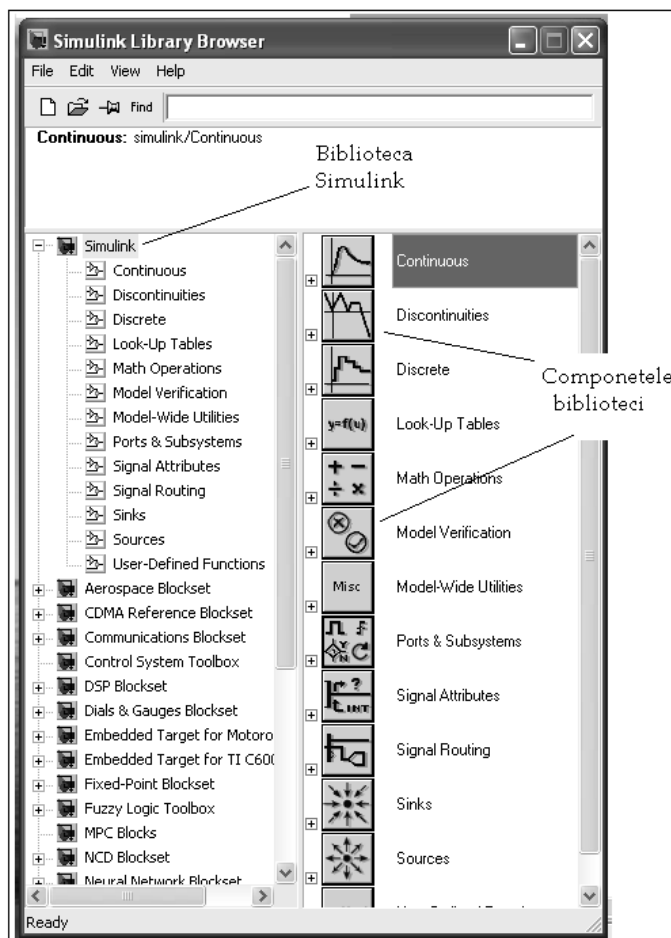 Simulink Library Browser
File Edit View Help
Find
Continuous: simulink/Continuous
Biblioteca
Simulink
Simulink
Continuous
Discontinuities
Discrete
Look-Up Tables
Math Operations
Model Verification
Model-Wide Utilities
Ports & Subsystems
Signal Attributes
Signal Routing
Sinks
Sources
User-Defined Functions
Aerospace Blockset
CDMA Reference Blockset
Communications Blockset
Control System Toolbox
DSP Blockset
Dials & Gauges Blockset
Embedded Target for Motoro
Embedded Target for TI C600
Fixed-Point Blockset
Fuzzy Logic Toolbox
MPC Blocks
NCD Blockset
Neural Network Blockset
Continuous
Discontinuities
Discrete
y=f(u) Look-Up Tables
Math Operations
Model Verification
Misc Model-Wide Utilities
Ports & Subsystems
Signal Attributes
Signal Routing
Sinks
Sources
Componetele
biblioteci
Ready